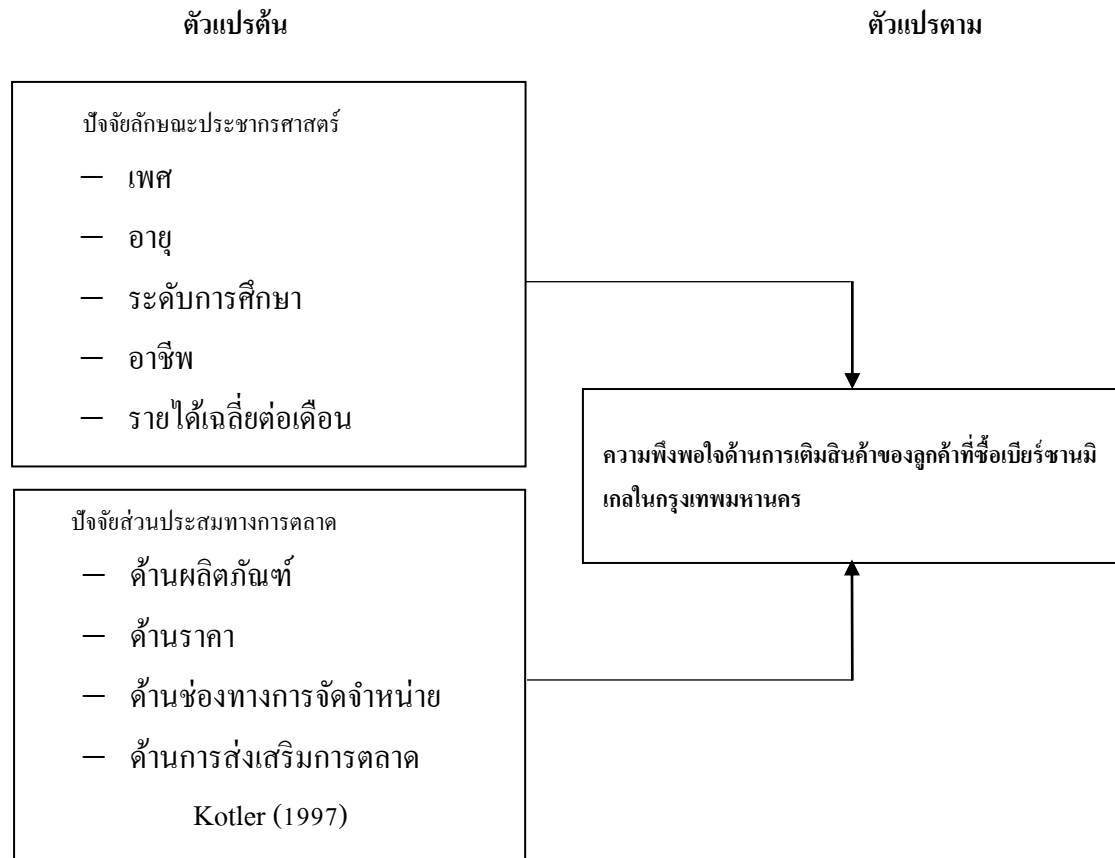 ตัวแปรต้น
ตัวแปรตาม
ปัจจัยลักษณะประชากรศาสตร์
– เพศ
– อายุ
– ระดับการศึกษา
– อาชีพ
– รายได้เฉลี่ยต่อเดือน
ความพึงพอใจด้านการเติมสินค้าของลูกค้าที่ซื้อเบียร์ซานมิ
เกลในกรุงเทพมหานคร
ปัจจัยส่วนประสมทางการตลาด
– ด้านผลิตภัณฑ์
– ด้านราคา
– ด้านช่องทางการจัดจำหน่าย
– ด้านการส่งเสริมการตลาด
Kotler (1997)